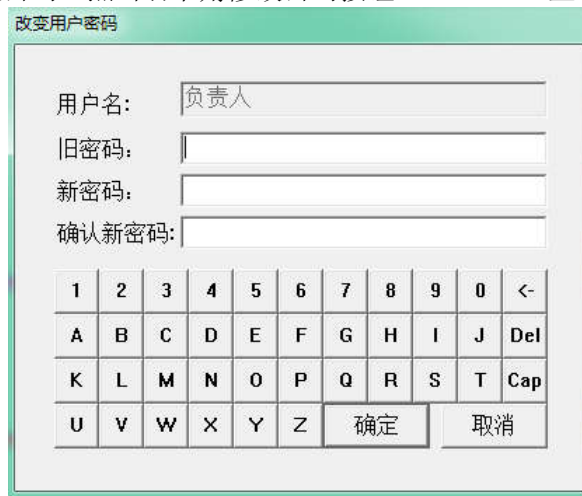 改变用户密码
用户名: 负责人
旧密码:
新密码:
确认新密码:
1 2 3 4 5 6 7 8 9 0 <-
A B C D E F G H I J Del
K L M N O P Q R S T Cap
U V W X Y Z 确定 取消